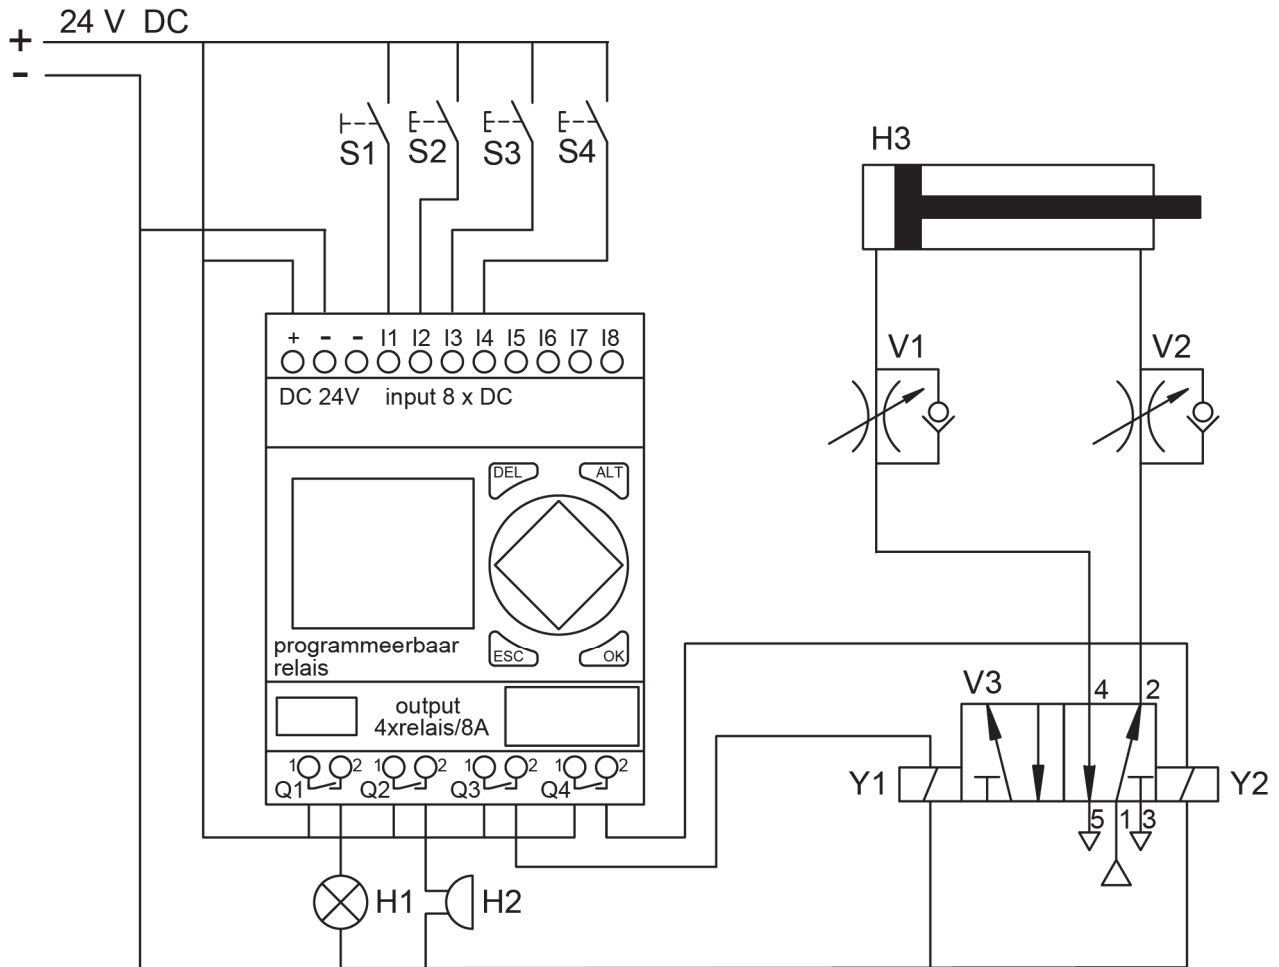 24 V DC
+
-
S1 S2 S3 S4
H3
+ - - I1 I2 I3 I4 I5 I6 I7 I8
DC 24V input 8 x DC
V1 V2
DEL ALT
programmeerbaar
relais
ESC OK
output
4xrelais/8A
V3 4 2
1 2 1 2 1 2 1 2
Q1 Q2 Q3 Q4
Y1 Y2
5 1 3
H1 H2